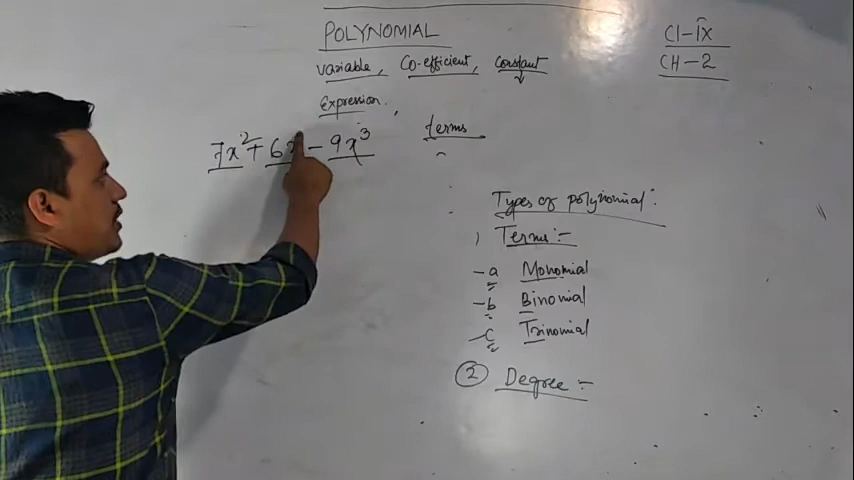 POLYNOMIAL
Variable, Co-efficient, Constant
Expression,
7x² + 6x - 9x³
terms
Cl-IX
CH-2
Types of polynomial:
1) Terms:-
-a Monomial
-b Binomial
-c Trinomial
② Degree:-